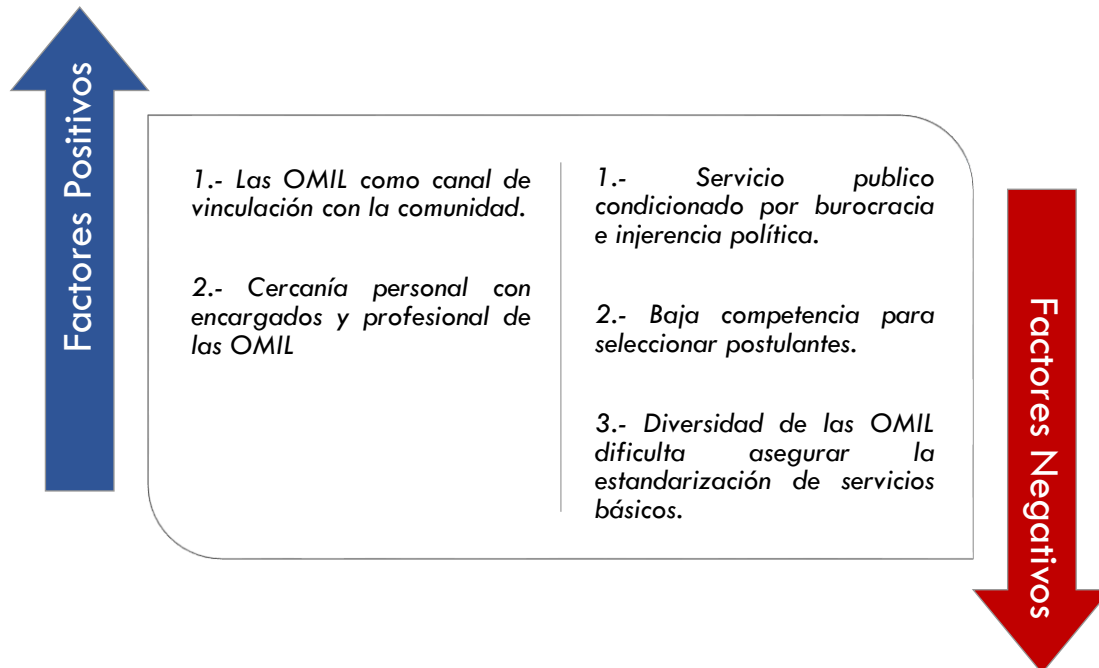 Factores Positivos
1.- Las OMIL como canal de
vinculación con la comunidad.
2.- Cercanía personal con
encargados y profesional de
las OMIL
1.- Servicio publico
condicionado por burocracia
e injerencia política.
2.- Baja competencia para
seleccionar postulantes.
3.- Diversidad de las OMIL
dificulta asegurar la
estandarización de servicios
básicos.
Factores Negativos